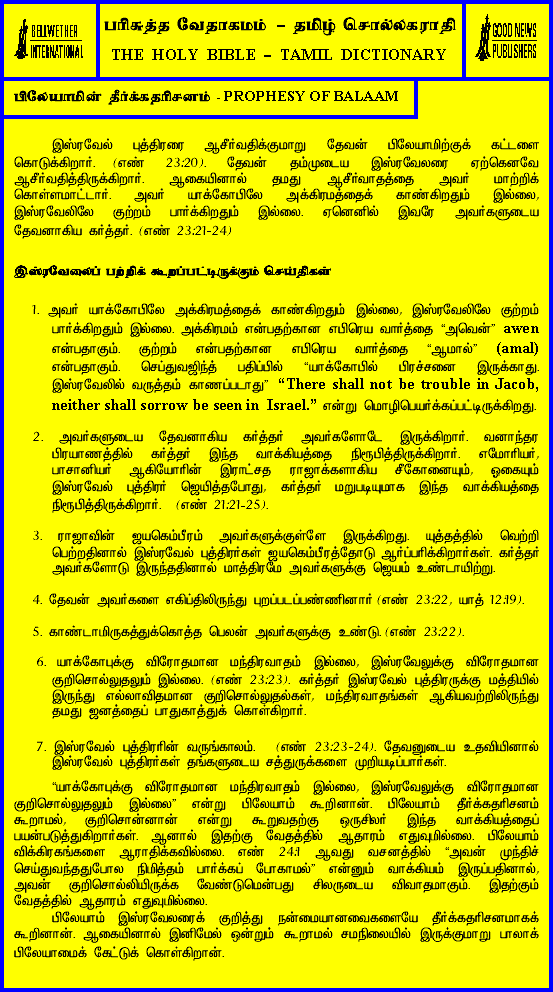 BELLWETHER
INTERNATIONAL
பரிசுத்த வேதாகமம் – தமிழ் சொல்லகராதி
THE HOLY BIBLE – TAMIL DICTIONARY
GOOD NEWS
PUBLISHERS
பிலேயாமின் தீர்க்கதரிசனம் - PROPHESY OF BALAAM
இஸ்ரவேல் புத்திரரை ஆசீர்வதிக்குமாறு தேவன் பிலேயாமிற்குக் கட்டளை
கொடுக்கிறார். (எண் 23:20). தேவன் தம்முடைய இஸ்ரவேலரை ஏற்கெனவே
ஆசீர்வதித்திருக்கிறார். ஆகையினால் தமது ஆசீர்வாதத்தை அவர் மாற்றிக்
கொள்ளமாட்டார். அவர் யாக்கோபிலே அக்கிரமத்தைக் காண்கிறதும் இல்லை,
இஸ்ரவேலிலே குற்றம் பார்க்கிறதும் இல்லை. ஏனெனில் இவரே அவர்களுடைய
தேவனாகிய கர்த்தர். (எண் 23:21-24)
இஸ்ரவேலைப் பற்றிக் கூறப்பட்டிருக்கும் செய்திகள்
1. அவர் யாக்கோபிலே அக்கிரமத்தைக் காண்கிறதும் இல்லை, இஸ்ரவேலிலே குற்றம்
பார்க்கிறதும் இல்லை. அக்கிரமம் என்பதற்கான எபிரெய வார்த்தை “அவென்” awen
என்பதாகும். குற்றம் என்பதற்கான எபிரெய வார்த்தை “ஆமால்” (amal)
என்பதாகும். செப்துவஜிந்த் பதிப்பில் “யாக்கோபில் பிரச்சனை இருக்காது.
இஸ்ரவேலில் வருத்தம் காணப்படாது” “There shall not be trouble in Jacob,
neither shall sorrow be seen in Israel.” என்று மொழிபெயர்க்கப்பட்டிருக்கிறது.
2. அவர்களுடைய தேவனாகிய கர்த்தர் அவர்களோடே இருக்கிறார். வனாந்தர
பிரயாணத்தில் கர்த்தர் இந்த வாக்கியத்தை நிரூபித்திருக்கிறார். எமோரியர்,
பாசானியர் ஆகியோரின் இராட்சத ராஜாக்களாகிய சீகோனையும், ஓகையும்
இஸ்ரவேல் புத்திரர் ஜெயித்தபோது, கர்த்தர் மறுபடியுமாக இந்த வாக்கியத்தை
நிரூபித்திருக்கிறார். (எண் 21:21-25).
3. ராஜாவின் ஜயகெம்பீரம் அவர்களுக்குள்ளே இருக்கிறது. யுத்தத்தில் வெற்றி
பெற்றதினால் இஸ்ரவேல் புத்திரர்கள் ஜயகெம்பீரத்தோடு ஆர்ப்பரிக்கிறார்கள். கர்த்தர்
அவர்களோடு இருந்ததினால் மாத்திரமே அவர்களுக்கு ஜெயம் உண்டாயிற்று.
4. தேவன் அவர்களை எகிப்திலிருந்து புறப்படப்பண்ணினார் (எண் 23:22, யாத் 12:19).
5. காண்டாமிருகத்துக்கொத்த பெலன் அவர்களுக்கு உண்டு. (எண் 23:22).
6. யாக்கோபுக்கு விரோதமான மந்திரவாதம் இல்லை, இஸ்ரவேலுக்கு விரோதமான
குறிசொல்லுதலும் இல்லை. (எண் 23:23). கர்த்தர் இஸ்ரவேல் புத்திரருக்கு மத்தியில்
இருந்து எல்லாவிதமான குறிசொல்லுதல்கள், மந்திரவாதங்கள் ஆகியவற்றிலிருந்து
தமது ஜனத்தைப் பாதுகாத்துக் கொள்கிறார்.
7. இஸ்ரவேல் புத்திரரின் வருங்காலம். (எண் 23:23-24). தேவனுடைய உதவியினால்
இஸ்ரவேல் புத்திரர்கள் தங்களுடைய சத்துருக்களை முறியடிப்பார்கள்.
“யாக்கோபுக்கு விரோதமான மந்திரவாதம் இல்லை, இஸ்ரவேலுக்கு விரோதமான
குறிசொல்லுதலும் இல்லை” என்று பிலேயாம் கூறினான். பிலேயாம் தீர்க்கதரிசனம்
கூறாமல், குறிசொன்னான் என்று கூறுவதற்கு ஒருசிலர் இந்த வாக்கியத்தைப்
பயன்படுத்துகிறார்கள். ஆனால் இதற்கு வேதத்தில் ஆதாரம் எதுவுமில்லை. பிலேயாம்
விக்கிரகங்களை ஆராதிக்கவில்லை. எண் 24:1 ஆவது வசனத்தில் “அவன் முந்திச்
செய்துவந்ததுபோல நிமித்தம் பார்க்கப் போகாமல்” என்னும் வாக்கியம் இருப்பதினால்,
அவன் குறிசொல்லியிருக்க வேண்டுமென்பது சிலருடைய விவாதமாகும். இதற்கும்
வேதத்தில் ஆதாரம் எதுவுமில்லை.
பிலேயாம் இஸ்ரவேலரைக் குறித்து நன்மையானவைகளையே தீர்க்கதரிசனமாகக்
கூறினான். ஆகையினால் இனிமேல் ஒன்றும் கூறாமல் சமநிலையில் இருக்குமாறு பாலாக்
பிலேயாமைக் கேட்டுக் கொள்கிறான்.